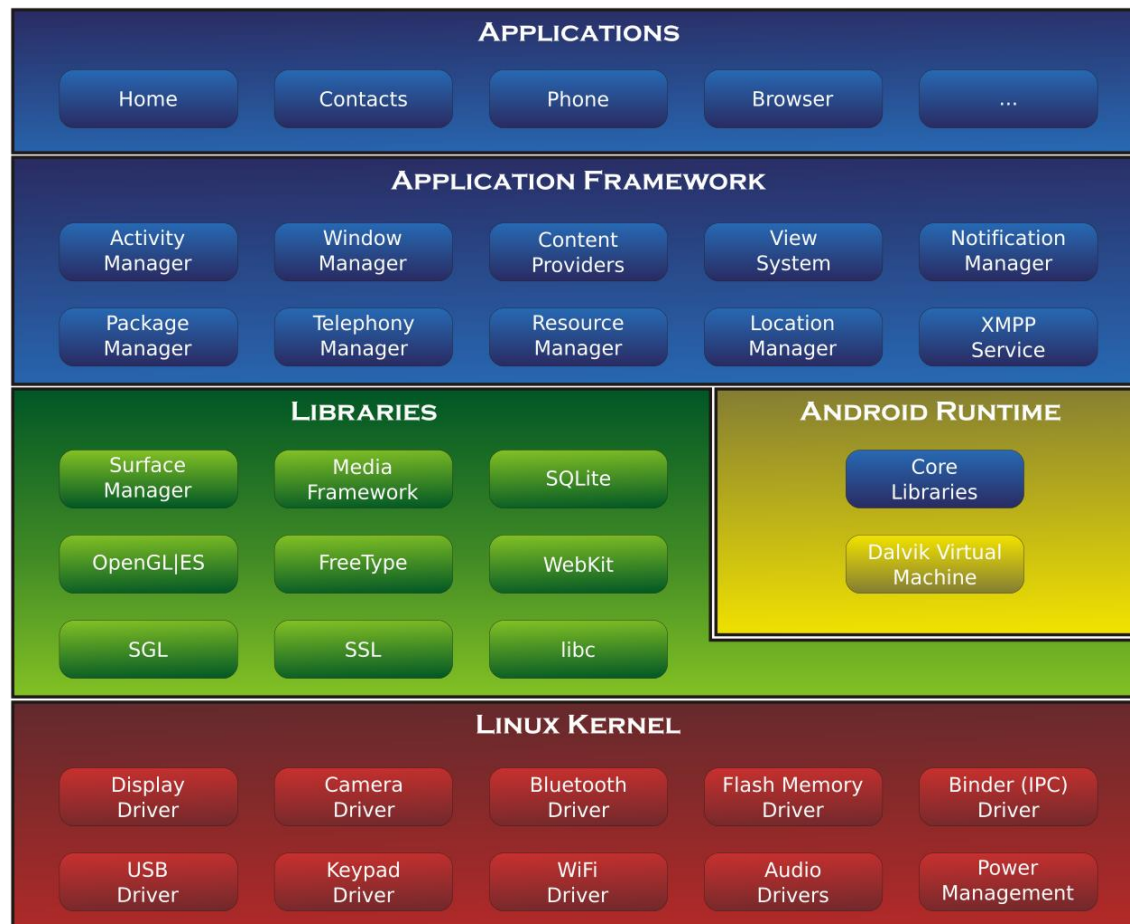 APPLICATIONS
Home
Contacts
Phone
Browser
...
APPLICATION FRAMEWORK
Activity
Manager
Window
Manager
Content
Providers
View
System
Notification
Manager
Package
Manager
Telephony
Manager
Resource
Manager
Location
Manager
XMPP
Service
LIBRARIES
Surface
Manager
Media
Framework
SQLite
OpenGL|ES
FreeType
WebKit
SGL
SSL
libc
ANDROID RUNTIME
Core
Libraries
Dalvik Virtual
Machine
LINUX KERNEL
Display
Driver
Camera
Driver
Bluetooth
Driver
Flash Memory
Driver
Binder (IPC)
Driver
USB
Driver
Keypad
Driver
WiFi
Driver
Audio
Drivers
Power
Management